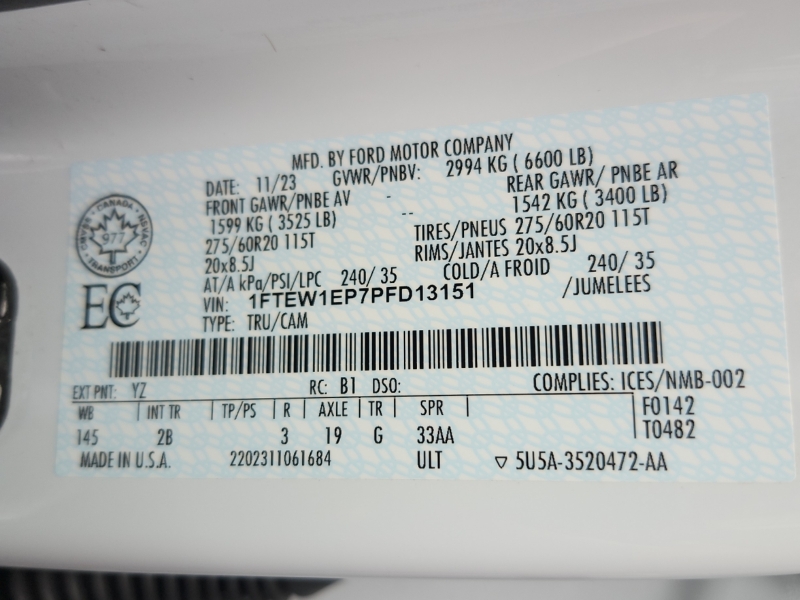 MFD. BY FORD MOTOR COMPANY
DATE: 11/23 GVWR/PNBV: 2994 KG ( 6600 LB)
FRONT GAWR/PNBE AV - REAR GAWR/ PNBE AR
1599 KG ( 3525 LB) -- 1542 KG ( 3400 LB)
275/60R20 115T TIRES/PNEUS 275/60R20 115T
20x8.5J RIMS/JANTES 20x8.5J
AT/A kPa/PSI/LPC 240/ 35 COLD/A FROID 240/ 35
VIN: 1FTEW1EP7PFD13151 /JUMELEES
TYPE: TRU/CAM
CANADA
977
TRANSPORT
EC
EXT PNT: YZ RC: B1 DSO: COMPLIES: ICES/NMB-002
WB INT TR TP/PS R AXLE TR SPR F0142
145 2B 3 19 G 33AA T0482
MADE IN U.S.A. 2202311061684 ULT ▽ 5U5A-3520472-AA